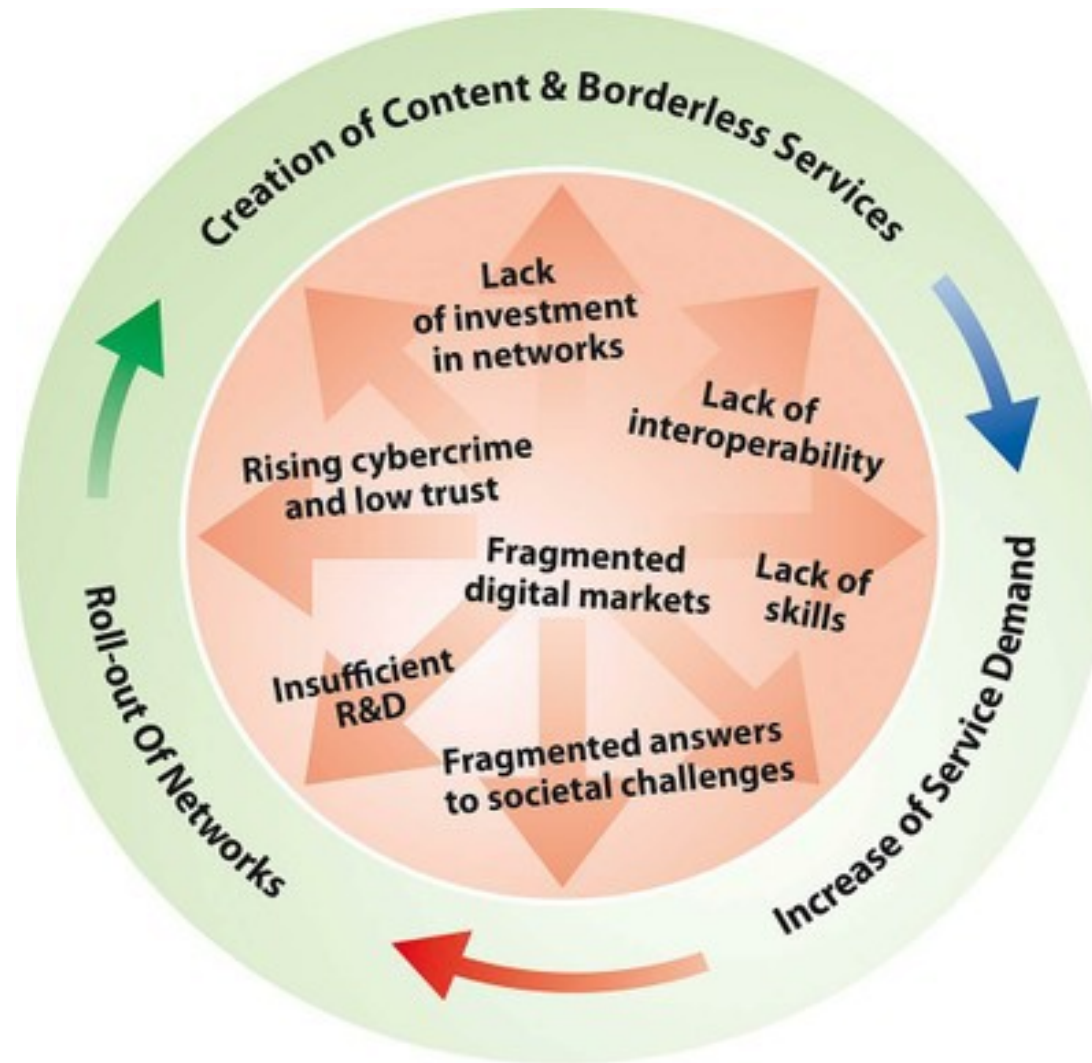 Creation of Content & Borderless Services
Lack
of investment
in networks
Lack of
interoperability
Rising cybercrime
and low trust
Fragmented
digital markets
Lack of
skills
Insufficient
R&D
Fragmented answers
to societal challenges
Increase of Service Demand
Roll-out Of Networks